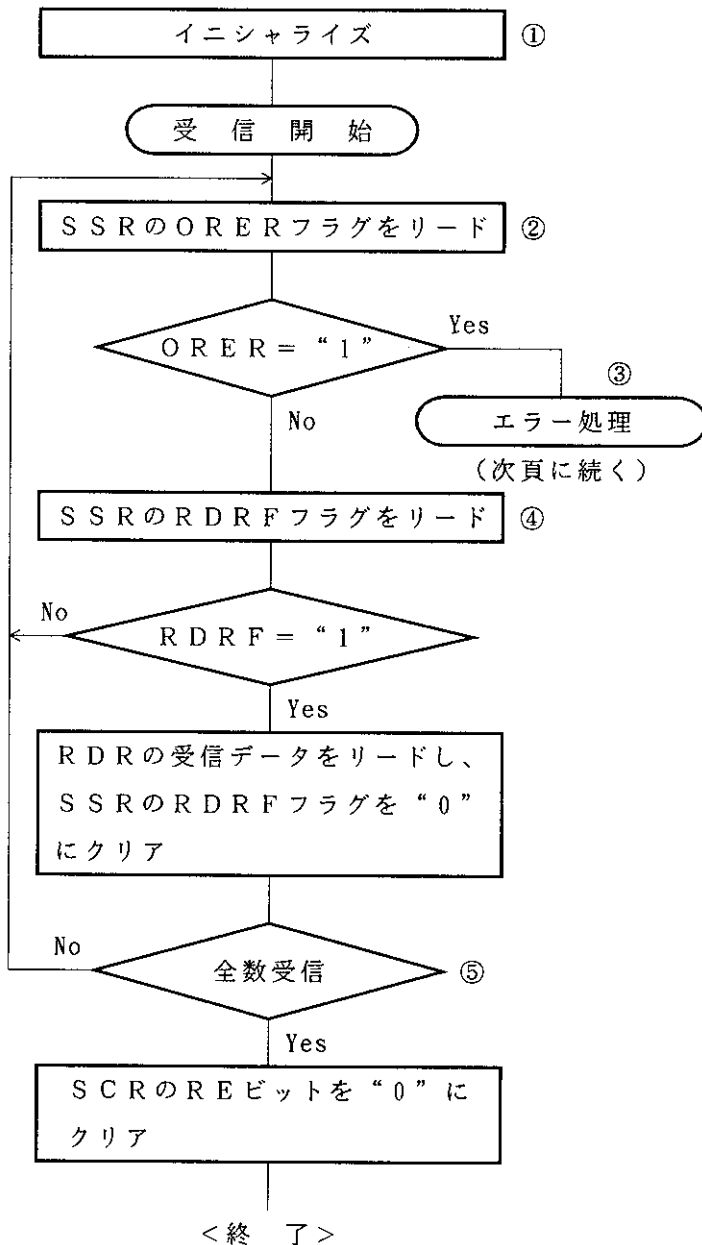 イニシャライズ ①
受信開始
SSRのORERフラグをリード ②
ORER=“1”
Yes
③
No
エラー処理
(次頁に続く)
SSRのRDRFフラグをリード ④
No
RDRF=“1”
Yes
RDRの受信データをリードし、
SSRのRDRFフラグを“0”
にクリア
No
全数受信 ⑤
Yes
SCRのREビットを“0”に
クリア
<終 了>